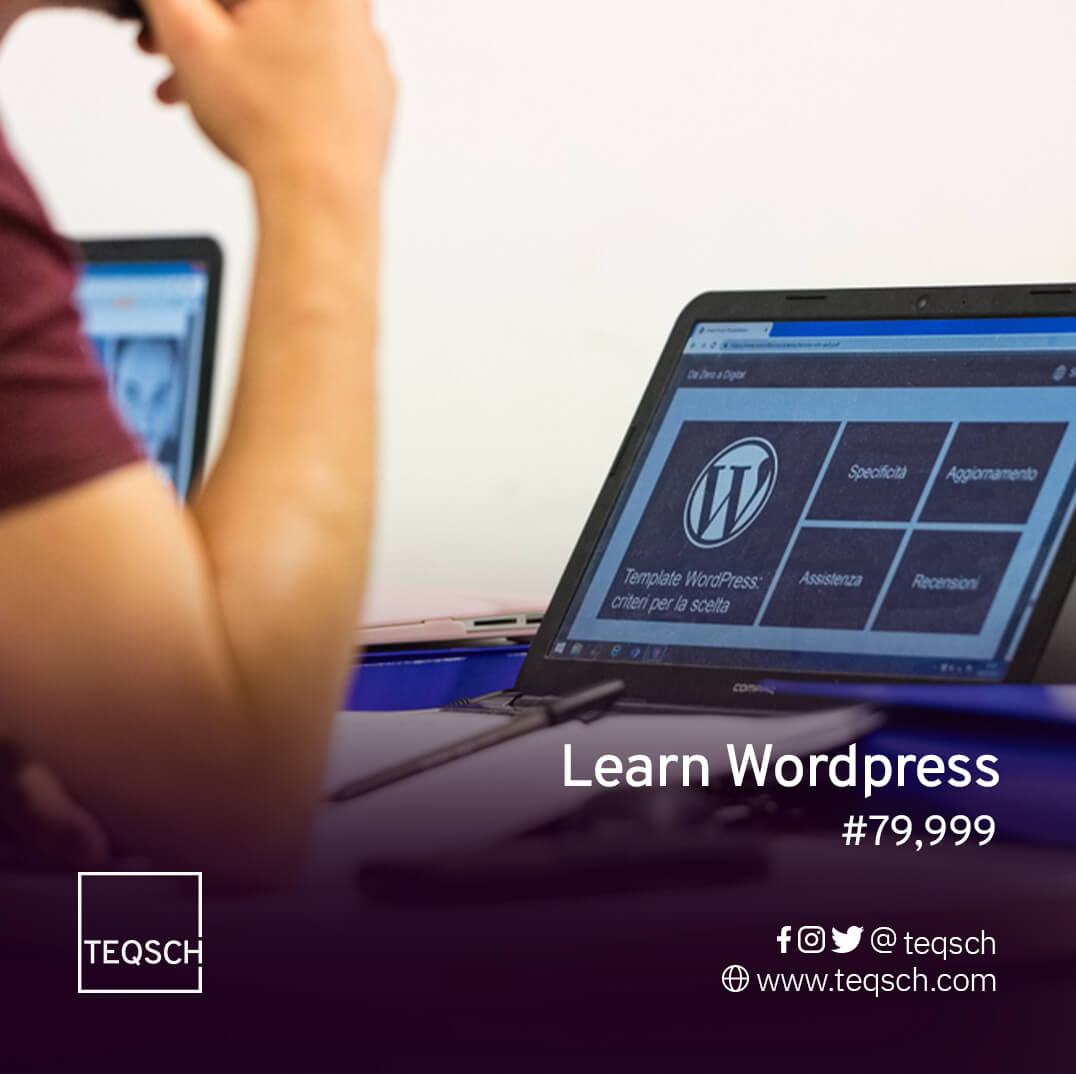 Da Zero a Digital
Template WordPress:
criteri per la scelta
Specificità
Aggiornamento
Assistenza
Recensioni
Learn Wordpress
#79,999
TEQSCH
@ teqsch
www.teqsch.com